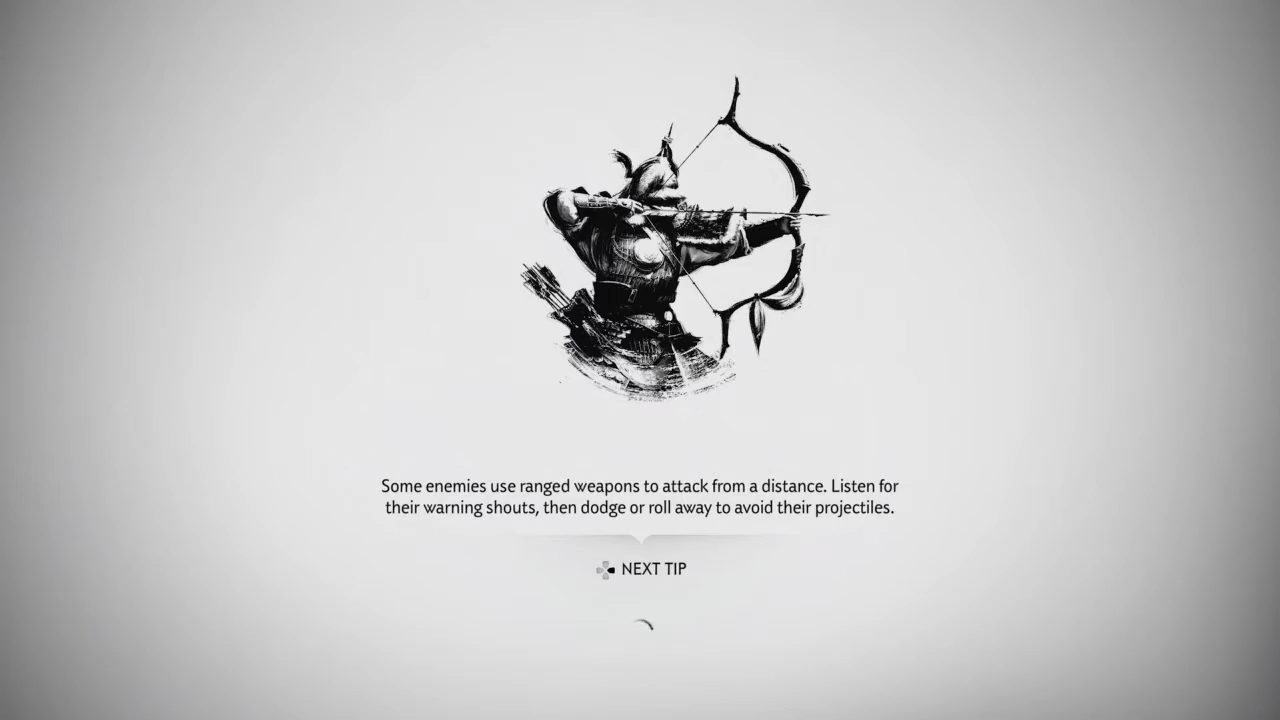 Some enemies use ranged weapons to attack from a distance. Listen for
their warning shouts, then dodge or roll away to avoid their projectiles.
NEXT TIP